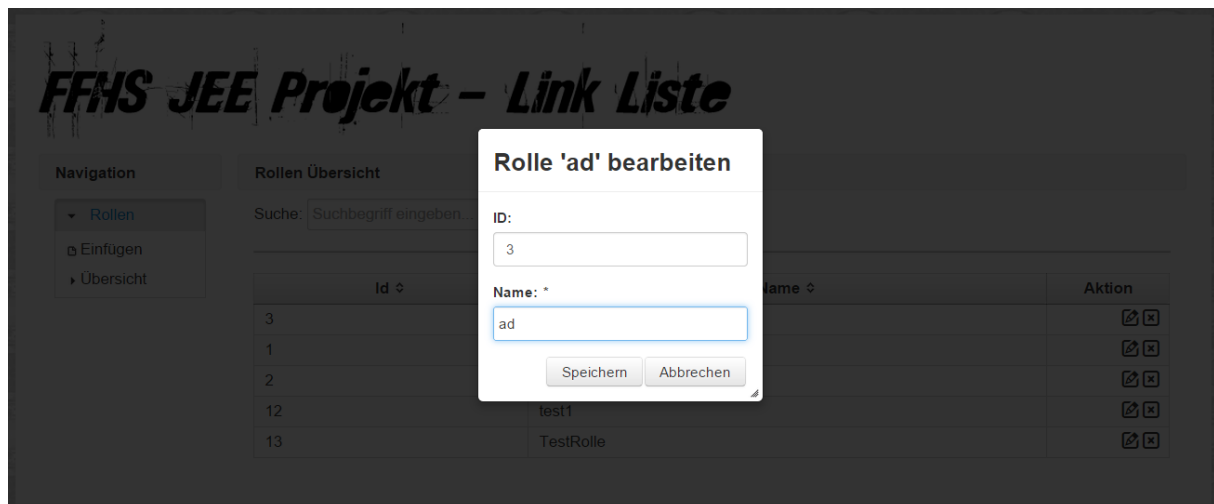 FFHS JEE Projekt – Link Liste
Navigation
Rollen
Einfügen
Übersicht
Rollen Übersicht
Suche: Suchbegriff eingeben...
Id Name Aktion
3
1
2
12 test1
13 TestRolle
Rolle 'ad' bearbeiten
ID:
3
Name: *
ad
Speichern Abbrechen